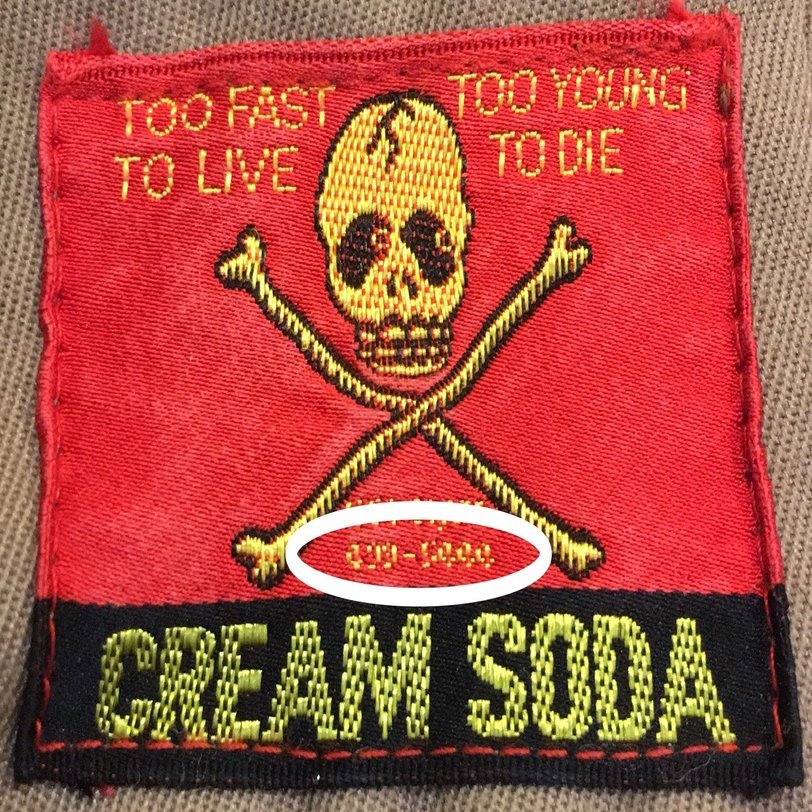 TOO FAST
TO LIVE
TOO YOUNG
TO DIE
CREAM SODA